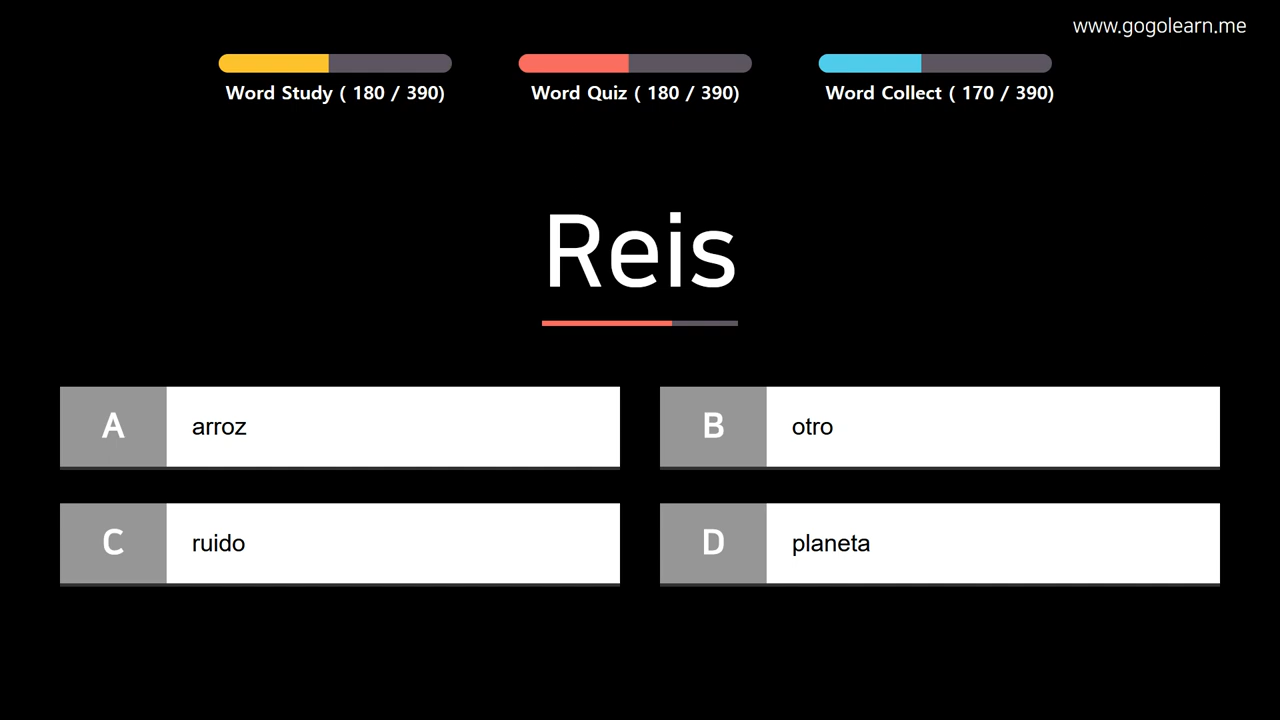 www.gogolearn.me
Word Study ( 180 / 390)
Word Quiz ( 180 / 390)
Word Collect ( 170 / 390)
Reis
A arroz
B otro
C ruido
D planeta